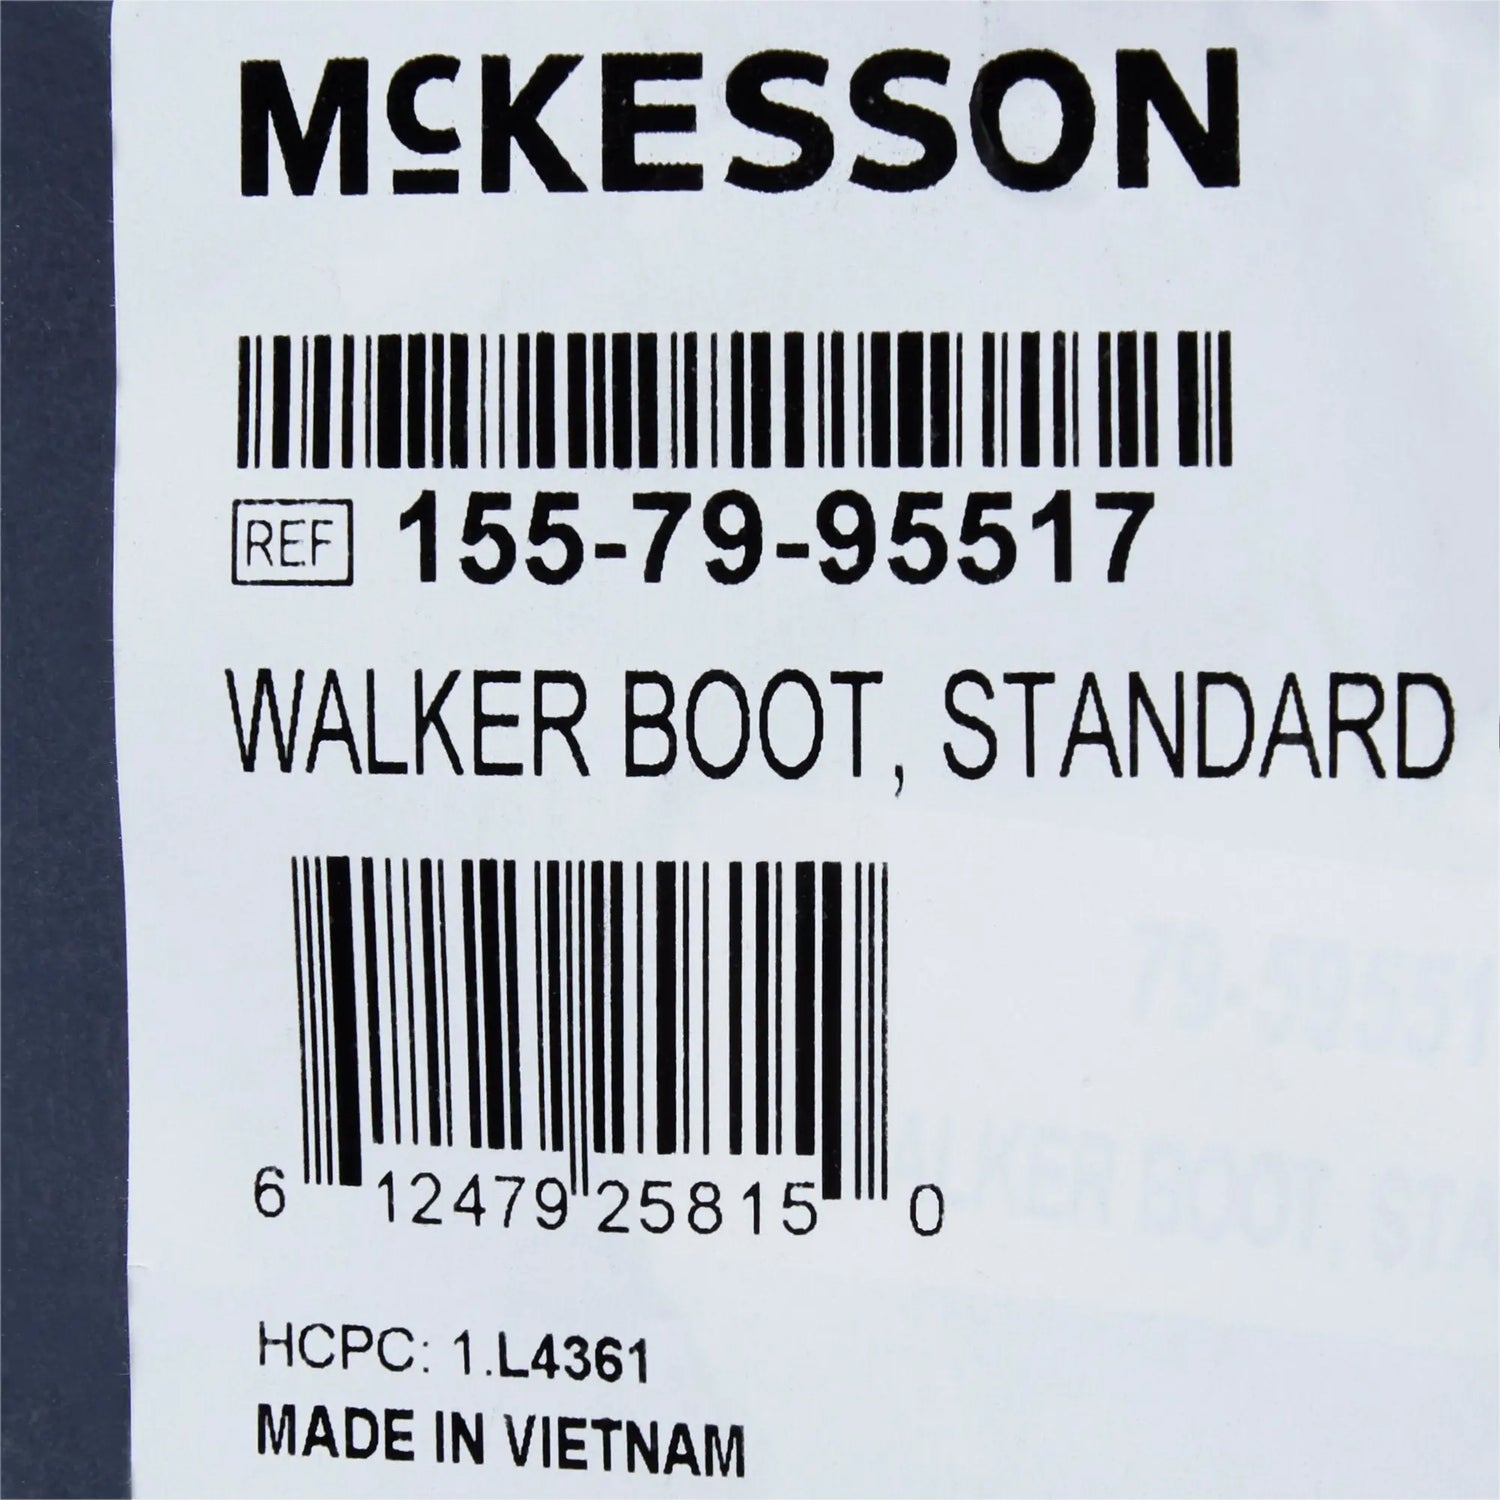 McKESSON
REF 155-79-95517
WALKER BOOT, STANDARD
6 12479 25815 0
HCPC: 1.L4361
MADE IN VIETNAM